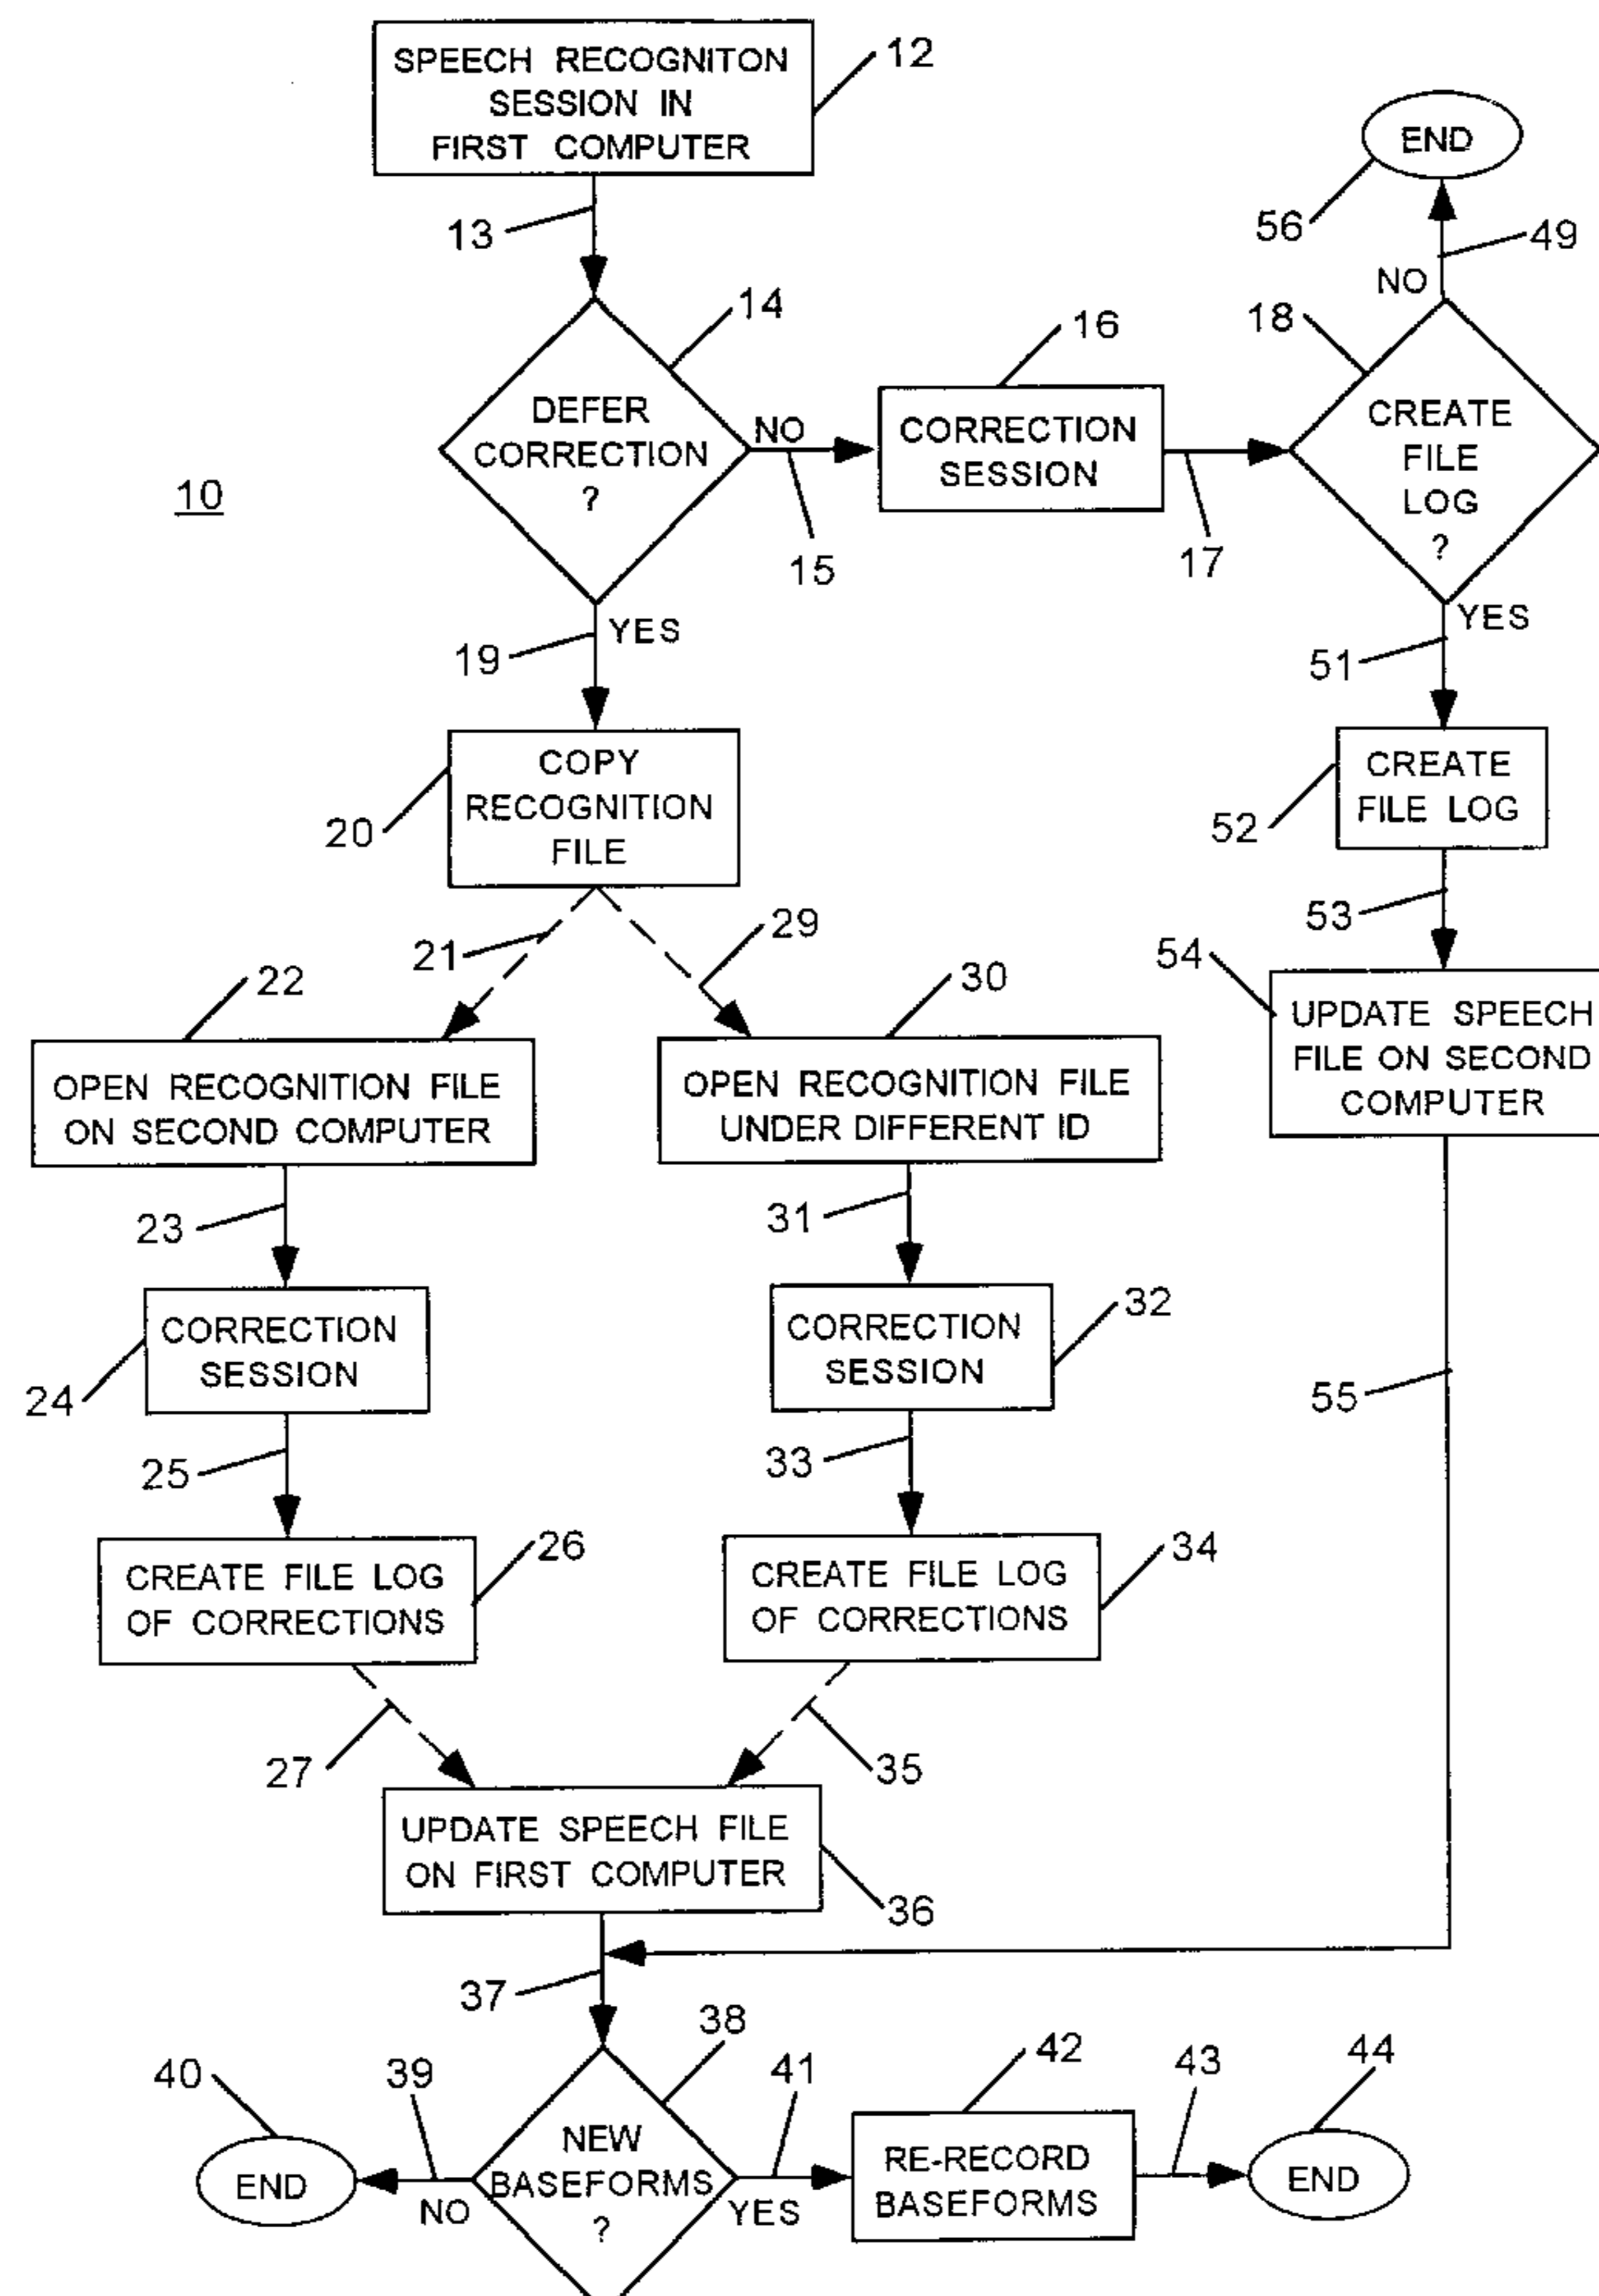 SPEECH RECOGNITON
SESSION IN
FIRST COMPUTER
12
13
END
56
49
NO
14
DEFER
CORRECTION
?
NO
15
16
CORRECTION
SESSION
17
18
CREATE
FILE
LOG
?
10
YES
19
YES
51
COPY
RECOGNITION
FILE
20
CREATE
FILE LOG
52
53
21
29
22
30
54
OPEN RECOGNITION FILE
ON SECOND COMPUTER
OPEN RECOGNITION FILE
UNDER DIFFERENT ID
UPDATE SPEECH
FILE ON SECOND
COMPUTER
23
31
CORRECTION
SESSION
24
CORRECTION
SESSION
32
55
25
33
CREATE FILE LOG
OF CORRECTIONS
26
CREATE FILE LOG
OF CORRECTIONS
34
27
35
UPDATE SPEECH FILE
ON FIRST COMPUTER
36
37
38
40
39
41
42
43
44
END
NO
NEW
BASEFORMS
?
YES
RE-RECORD
BASEFORMS
END